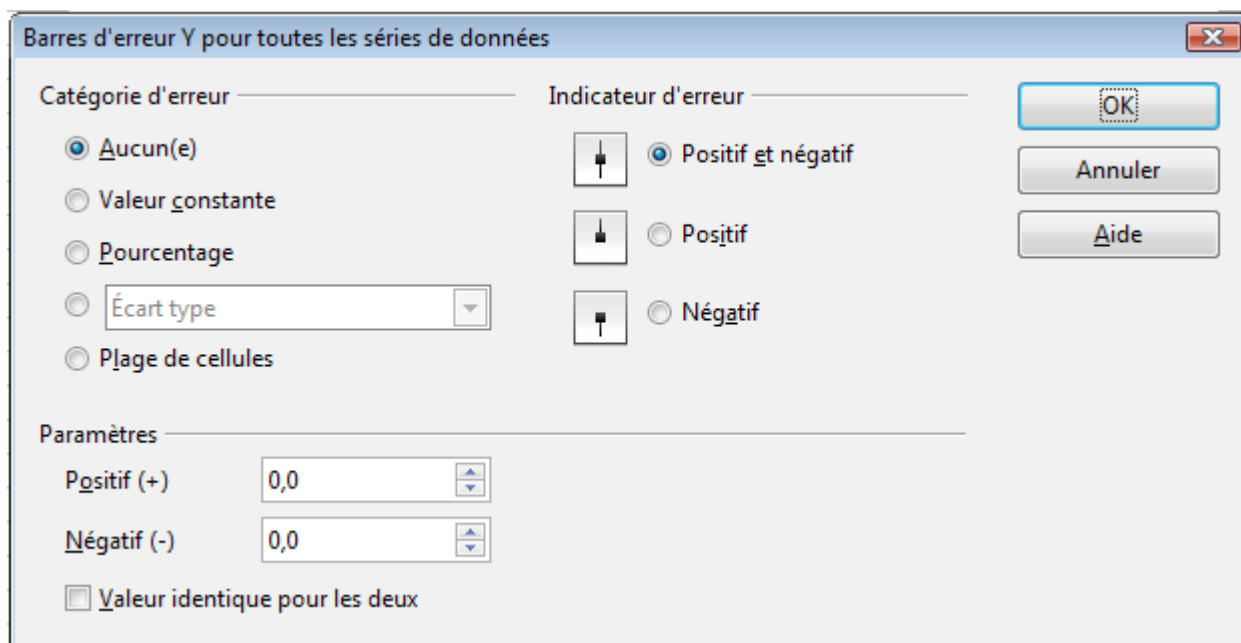 Barres d'erreur Y pour toutes les séries de données
Catégorie d'erreur
Aucun(e)
Valeur constante
Pourcentage
Écart type
Plage de cellules
Indicateur d'erreur
Positif et négatif
Positif
Négatif
OK
Annuler
Aide
Paramètres
Positif (+) 0,0
Négatif (-) 0,0
Valeur identique pour les deux